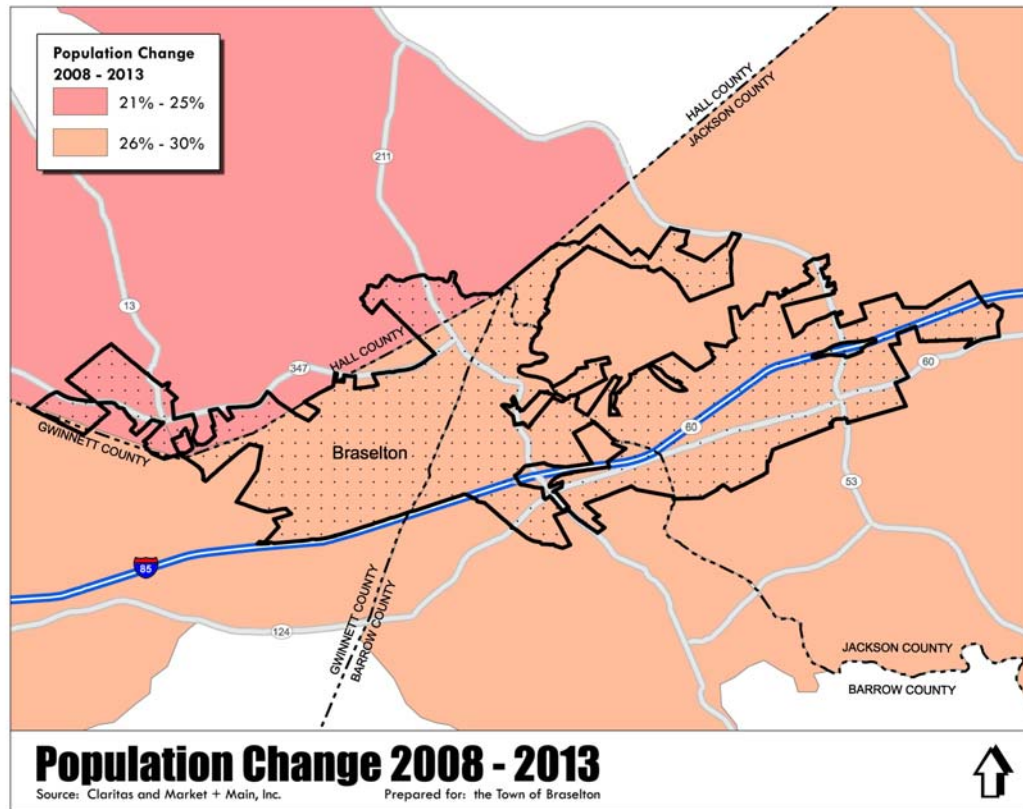 Population Change
2008 - 2013
21% - 25%
26% - 30%
HALL COUNTY
JACKSON COUNTY
211
13
347
HALL COUNTY
GWINNETT COUNTY
Braselton
60
60
53
85
124
GWINNETT COUNTY
BARROW COUNTY
JACKSON COUNTY
BARROW COUNTY
Population Change 2008 - 2013
Source: Claritas and Market + Main, Inc.
Prepared for: the Town of Braselton